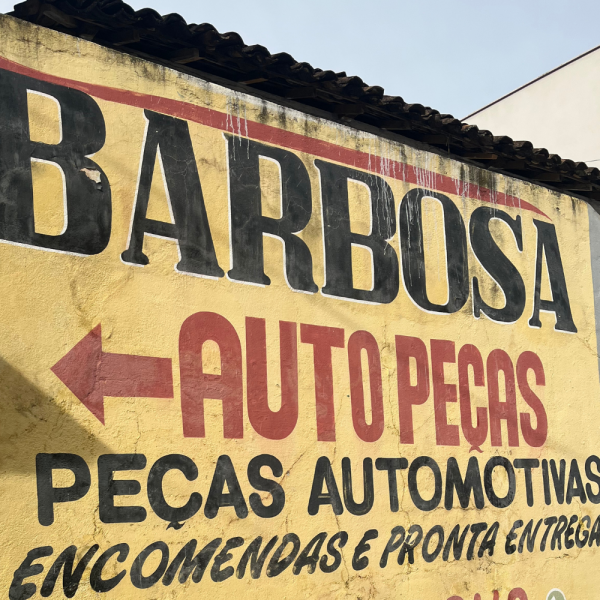 BARBOSA
AUTO PEÇAS
PEÇAS AUTOMOTIVAS
ENCOMENDAS E PRONTA ENTREGA